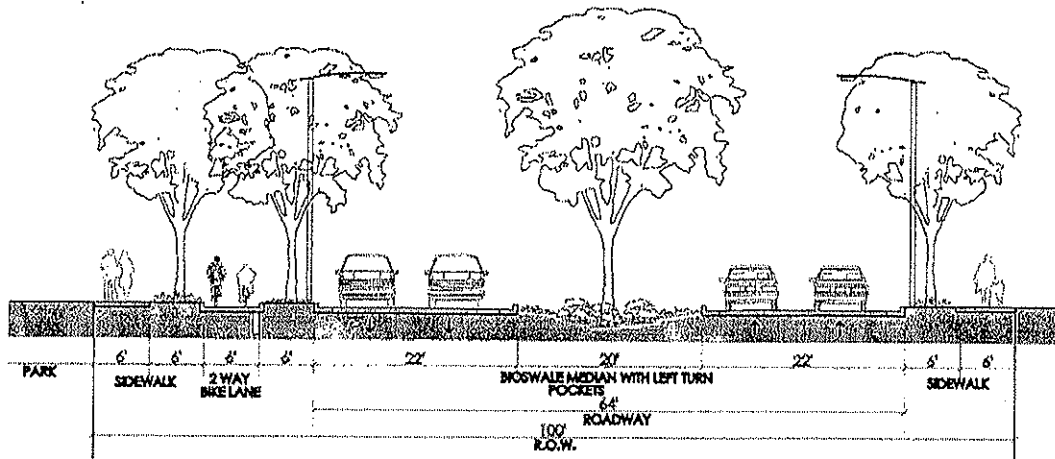 6' 6' 6' 6' 22' 20' 22' 6' 6'
PARK SIDEWALK 2 WAY BIOSWALE MEDIAN WITH LEFT TURN SIDEWALK
BIKE LANE POCKETS
64'
ROADWAY
100'
R.O.W.